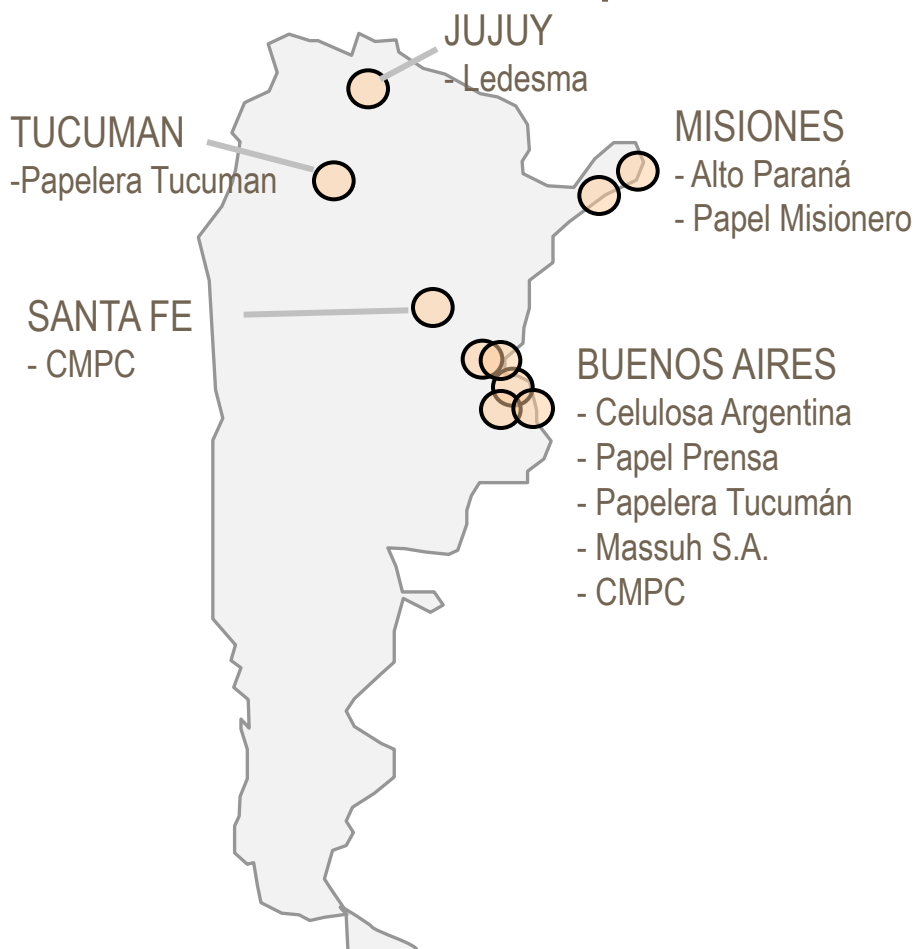 JUJUY
- Ledesma
TUCUMAN
-Papelera Tucuman
MISIONES
- Alto Paraná
- Papel Misionero
SANTA FE
- CMPC
BUENOS AIRES
- Celulosa Argentina
- Papel Prensa
- Papelera Tucumán
- Massuh S.A.
- CMPC